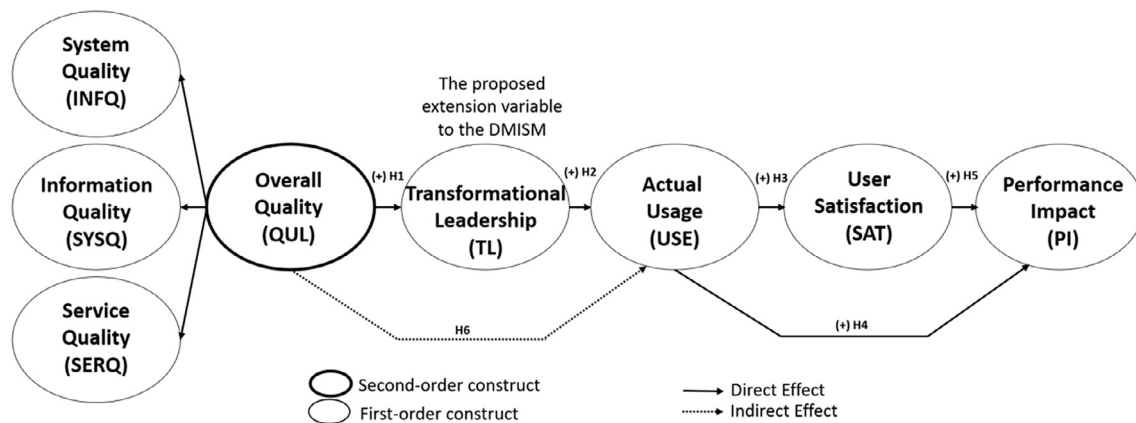 System
Quality
(INFQ)
Information
Quality
(SYSQ)
Service
Quality
(SERQ)
Overall
Quality
(QUL)
(+) H1
The proposed
extension variable
to the DMISM
Transformational
Leadership
(TL)
(+) H2
Actual
Usage
(USE)
(+) H3
User
Satisfaction
(SAT)
(+) H5
Performance
Impact
(PI)
H6
(+) H4
Second-order construct
First-order construct
Direct Effect
Indirect Effect